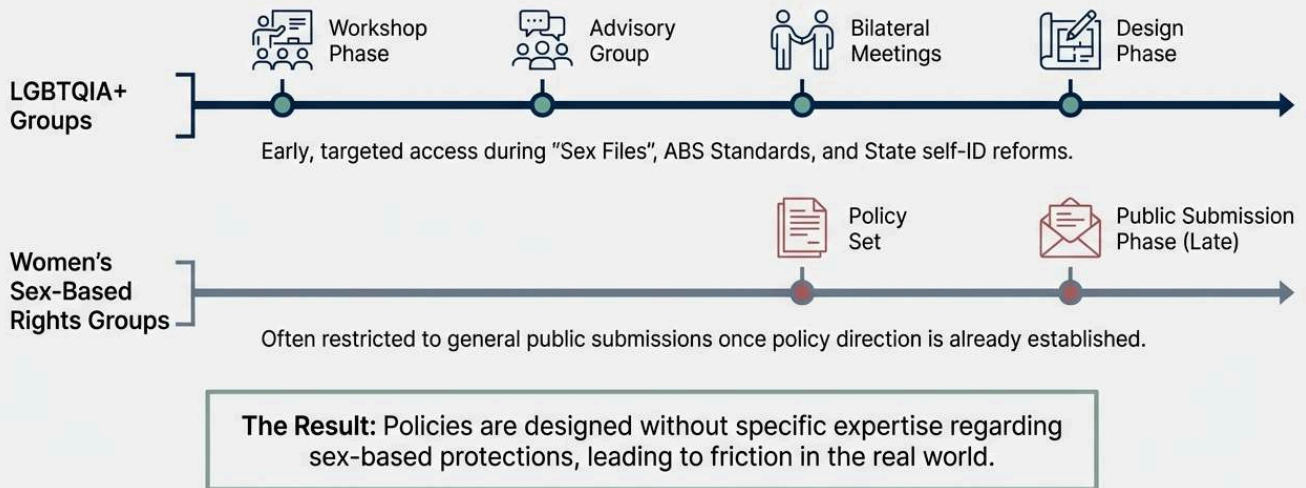 Workshop
Phase
Advisory
Group
Bilateral
Meetings
Design
Phase
LGBTQIA+
Groups
Early, targeted access during "Sex Files", ABS Standards, and State self-ID reforms.
Policy
Set
Public Submission
Phase (Late)
Women's
Sex-Based
Rights Groups
Often restricted to general public submissions once policy direction is already established.
The Result: Policies are designed without specific expertise regarding
sex-based protections, leading to friction in the real world.